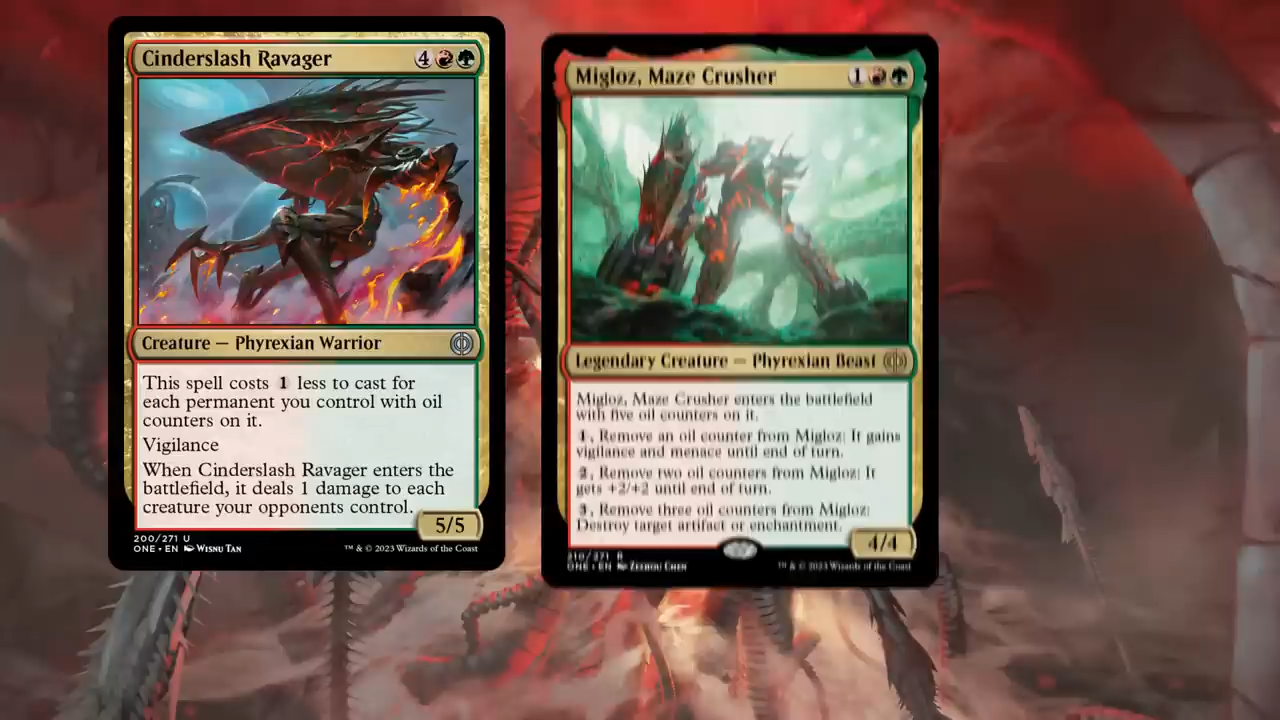 Cinderslash Ravager 4
Creature — Phyrexian Warrior
This spell costs 1 less to cast for
each permanent you control with oil
counters on it.
Vigilance
When Cinderslash Ravager enters the
battlefield, it deals 1 damage to each
creature your opponents control.
5/5
200/271 U
ONE • EN WISNU TAN
™ & © 2023 Wizards of the Coast
Migloz, Maze Crusher 1
Legendary Creature — Phyrexian Beast
Migloz, Maze Crusher enters the battlefield
with five oil counters on it.
1, Remove an oil counter from Migloz: It gains
vigilance and menace until end of turn.
2, Remove two oil counters from Migloz: It
gets +2/+2 until end of turn.
3, Remove three oil counters from Migloz:
Destroy target artifact or enchantment.
4/4
210/271 R
ONE • EN
™ & © 2023 Wizards of the Coast